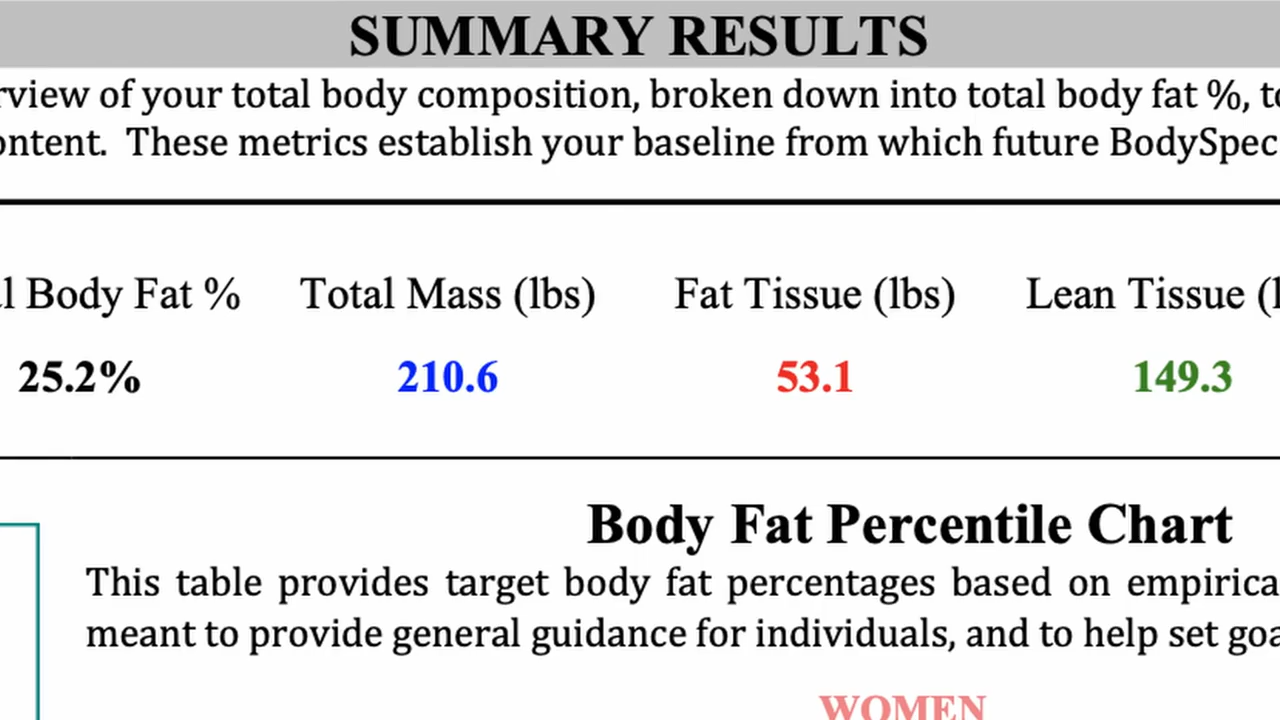 SUMMARY RESULTS
rview of your total body composition, broken down into total body fat %, to
ontent. These metrics establish your baseline from which future BodySpec
l Body Fat % Total Mass (lbs) Fat Tissue (lbs) Lean Tissue (l
25.2% 210.6 53.1 149.3
Body Fat Percentile Chart
This table provides target body fat percentages based on empirica
meant to provide general guidance for individuals, and to help set goa
WOMEN